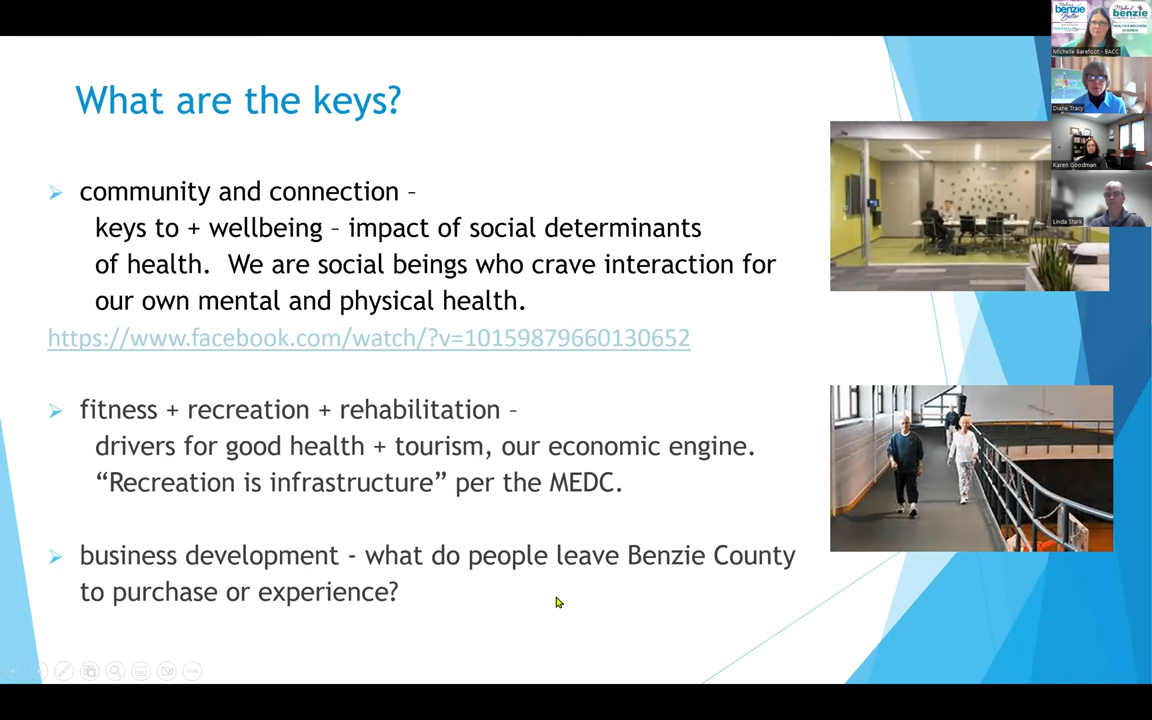 What are the keys?
community and connection –
keys to + wellbeing – impact of social determinants
of health.  We are social beings who crave interaction for
our own mental and physical health.
https://www.facebook.com/watch/?v=10159879660130652
fitness + recreation + rehabilitation –
drivers for good health + tourism, our economic engine.
“Recreation is infrastructure” per the MEDC.
business development - what do people leave Benzie County
to purchase or experience?
benzie
Better
benzie
Michelle Barefoot - BACC
Diane Tracy
Karen Goodman
Linda Stark